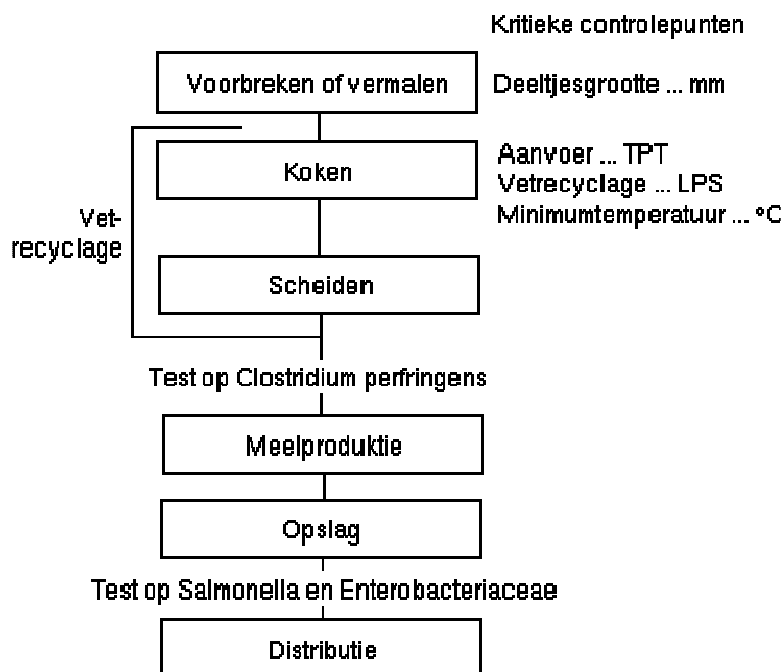 Kritieke controlepunten
Voorbreken of vermalen
Deeltjesgrootte ... mm
Koken
Aanvoer ... TPT
Vetrecyclage ... LPS
Minimumtemperatuur ... °C
Vet-
recyclage
Scheiden
Test op Clostridium perfringens
Meelproduktie
Opslag
Test op Salmonella en Enterobacteriaceae
Distributie